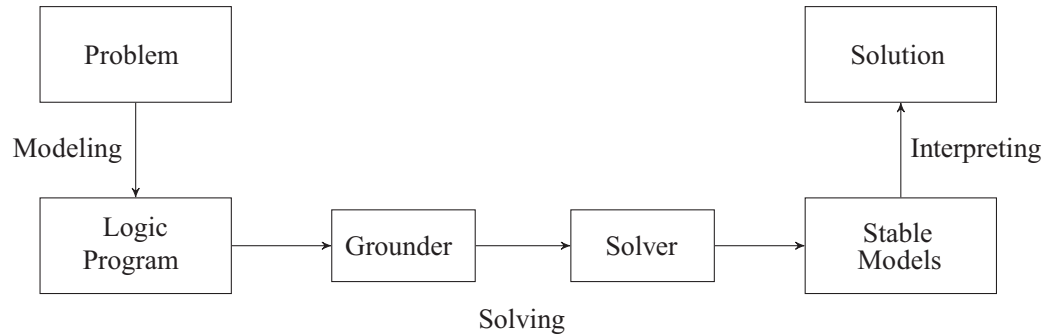 Problem
Solution
Modeling
Interpreting
Logic
Program
Grounder
Solver
Stable
Models
Solving